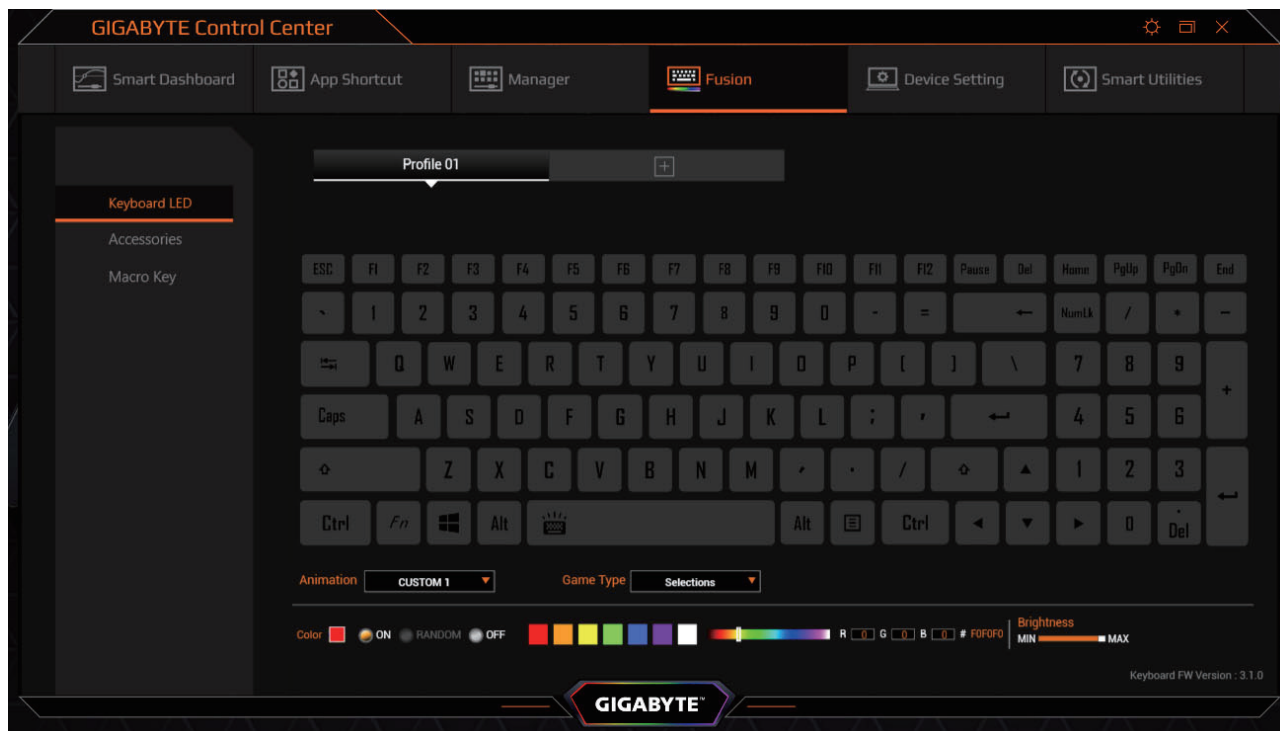 GIGABYTE Control Center
Smart Dashboard App Shortcut Manager Fusion Device Setting Smart Utilities
Profile 01
Keyboard LED
Accessories
Macro Key
ESC F1 F2 F3 F4 F5 F6 F7 F8 F9 F10 F11 F12 Pause Del Home PgUp PgDn End
` 1 2 3 4 5 6 7 8 9 0 - = ← NumLk / * -
Q W E R T Y U I O P [ ] \ 7 8 9 +
Caps A S D F G H J K L ; ' 4 5 6
Z X C V B N M , . / 1 2 3
Ctrl Fn Alt Alt Ctrl ◄ ▼ ► 0 . Del
Animation CUSTOM 1 Game Type Selections
Color ON RANDOM OFF R 0 G 0 B 0 # F0F0F0 Brightness MIN MAX
Keyboard FW Version : 3.1.0
GIGABYTE™